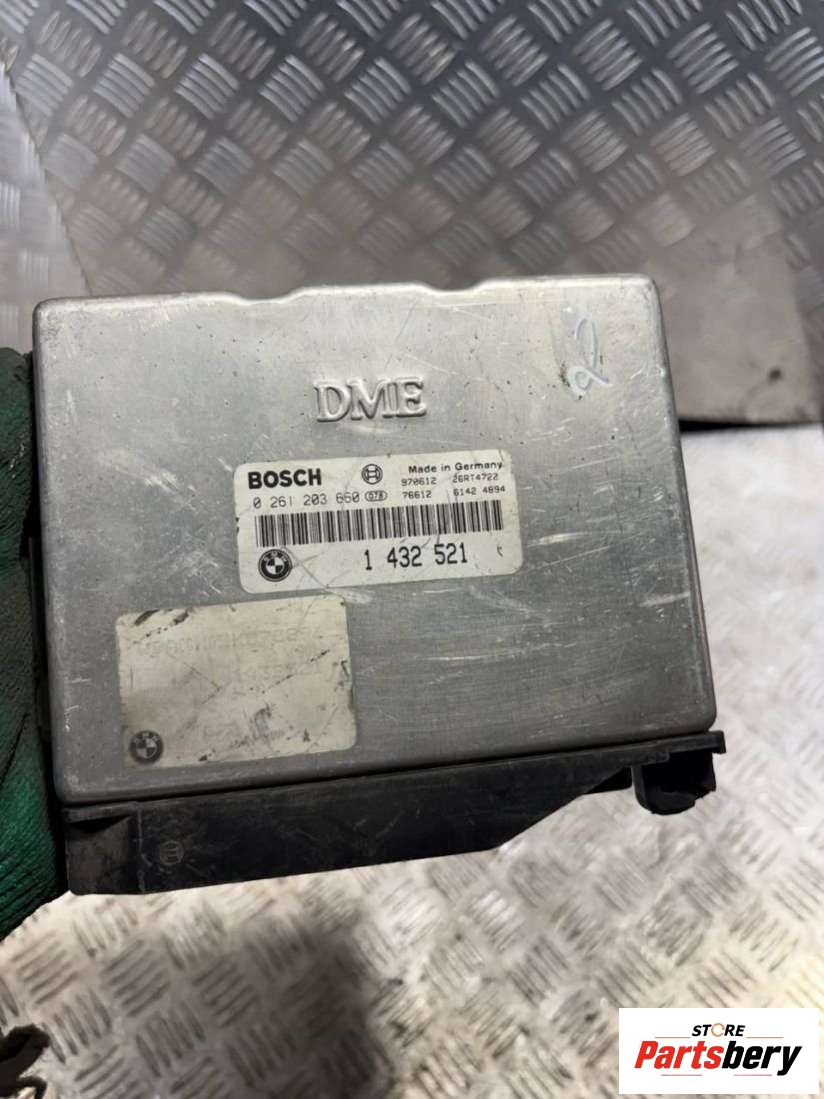 DME
BOSCH Made in Germany
0 261 203 660 078 970612 26RT4722
76612 6142 4894
1 432 521
STORE
Partsbery